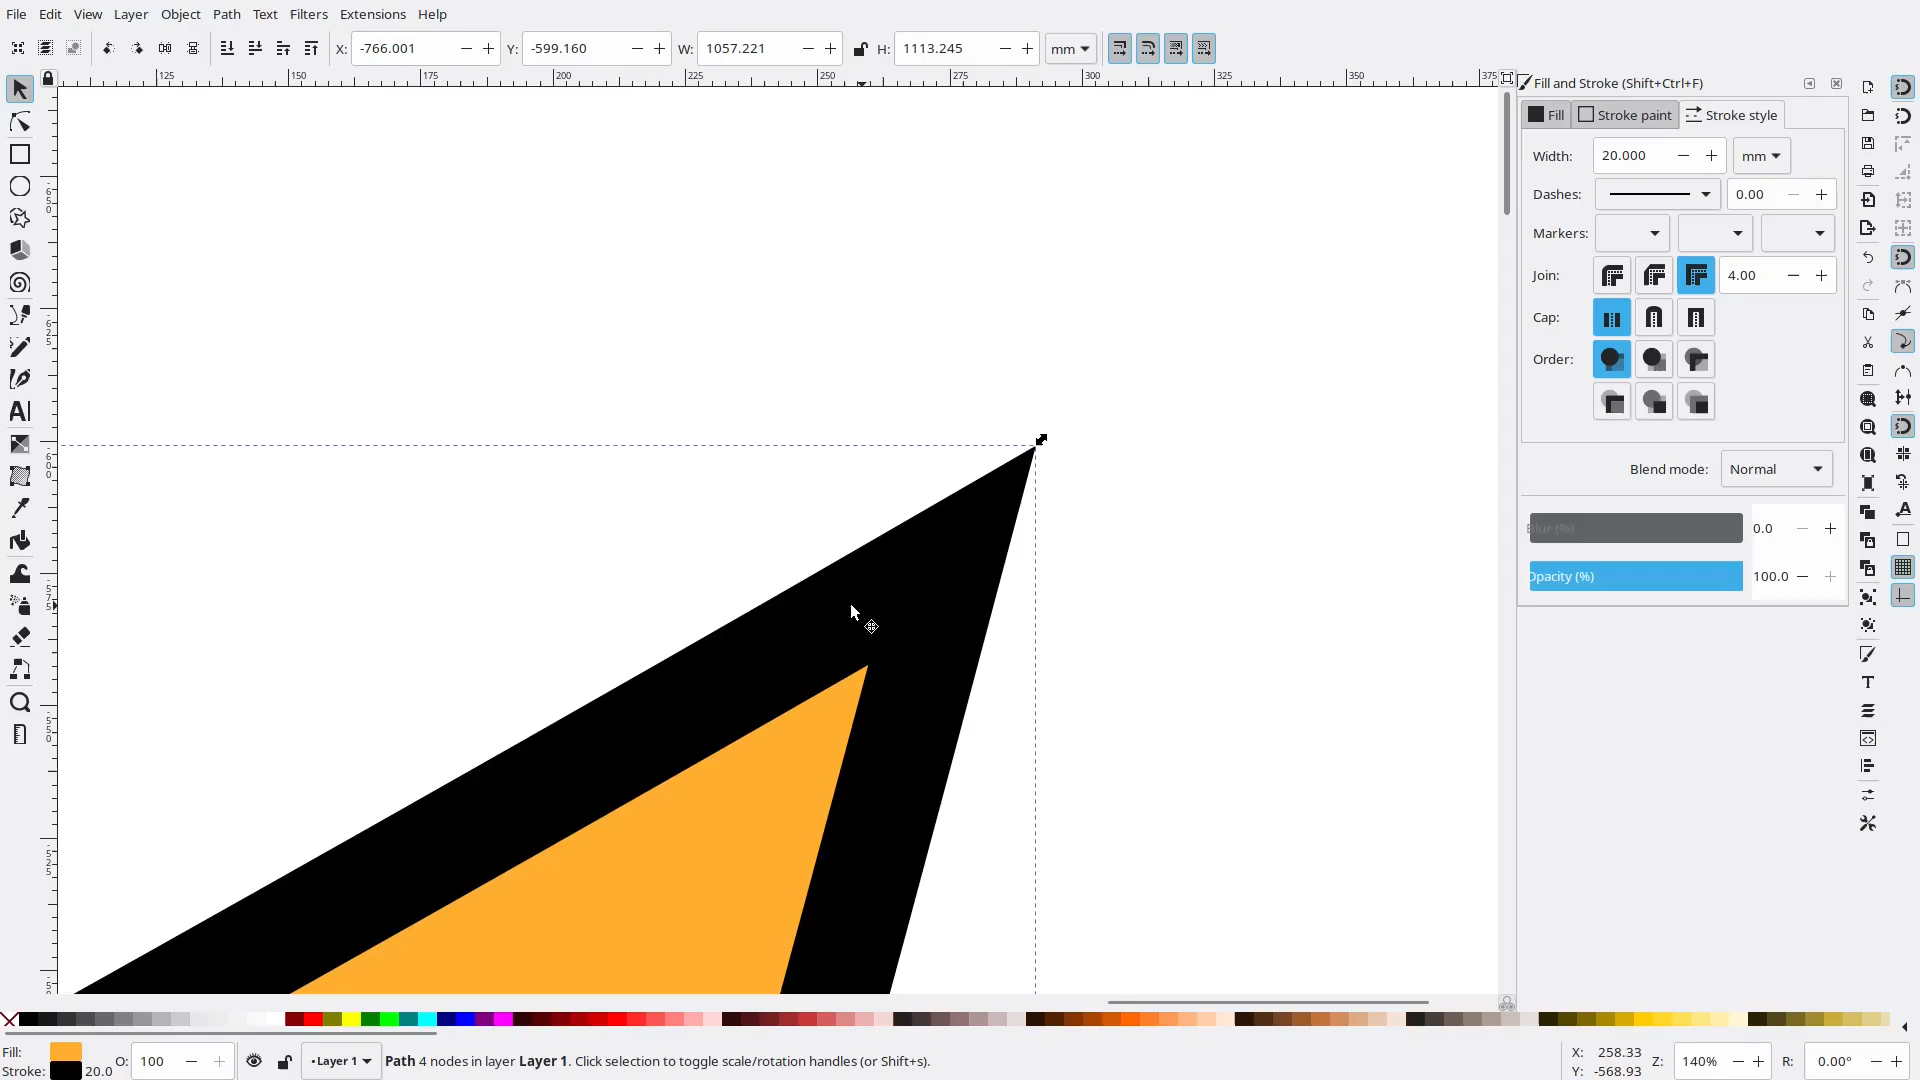 File Edit View Layer Object Path Text Filters Extensions Help
X: -766.001 Y: -599.160 W: 1057.221 H: 1113.245 mm
125 150 175 200 225 250 275 300 325 350 375
Fill and Stroke (Shift+Ctrl+F)
Fill Stroke paint Stroke style
Width: 20.000 mm
Dashes: 0.00
Markers:
Join: 4.00
Cap:
Order:
Blend mode: Normal
Blur (%) 0.0
Opacity (%) 100.0
Fill: O: 100 •Layer 1 Path 4 nodes in layer Layer 1. Click selection to toggle scale/rotation handles (or Shift+s).
Stroke: 20.0
X: 258.33 Z: 140% R: 0.00°
Y: -568.93